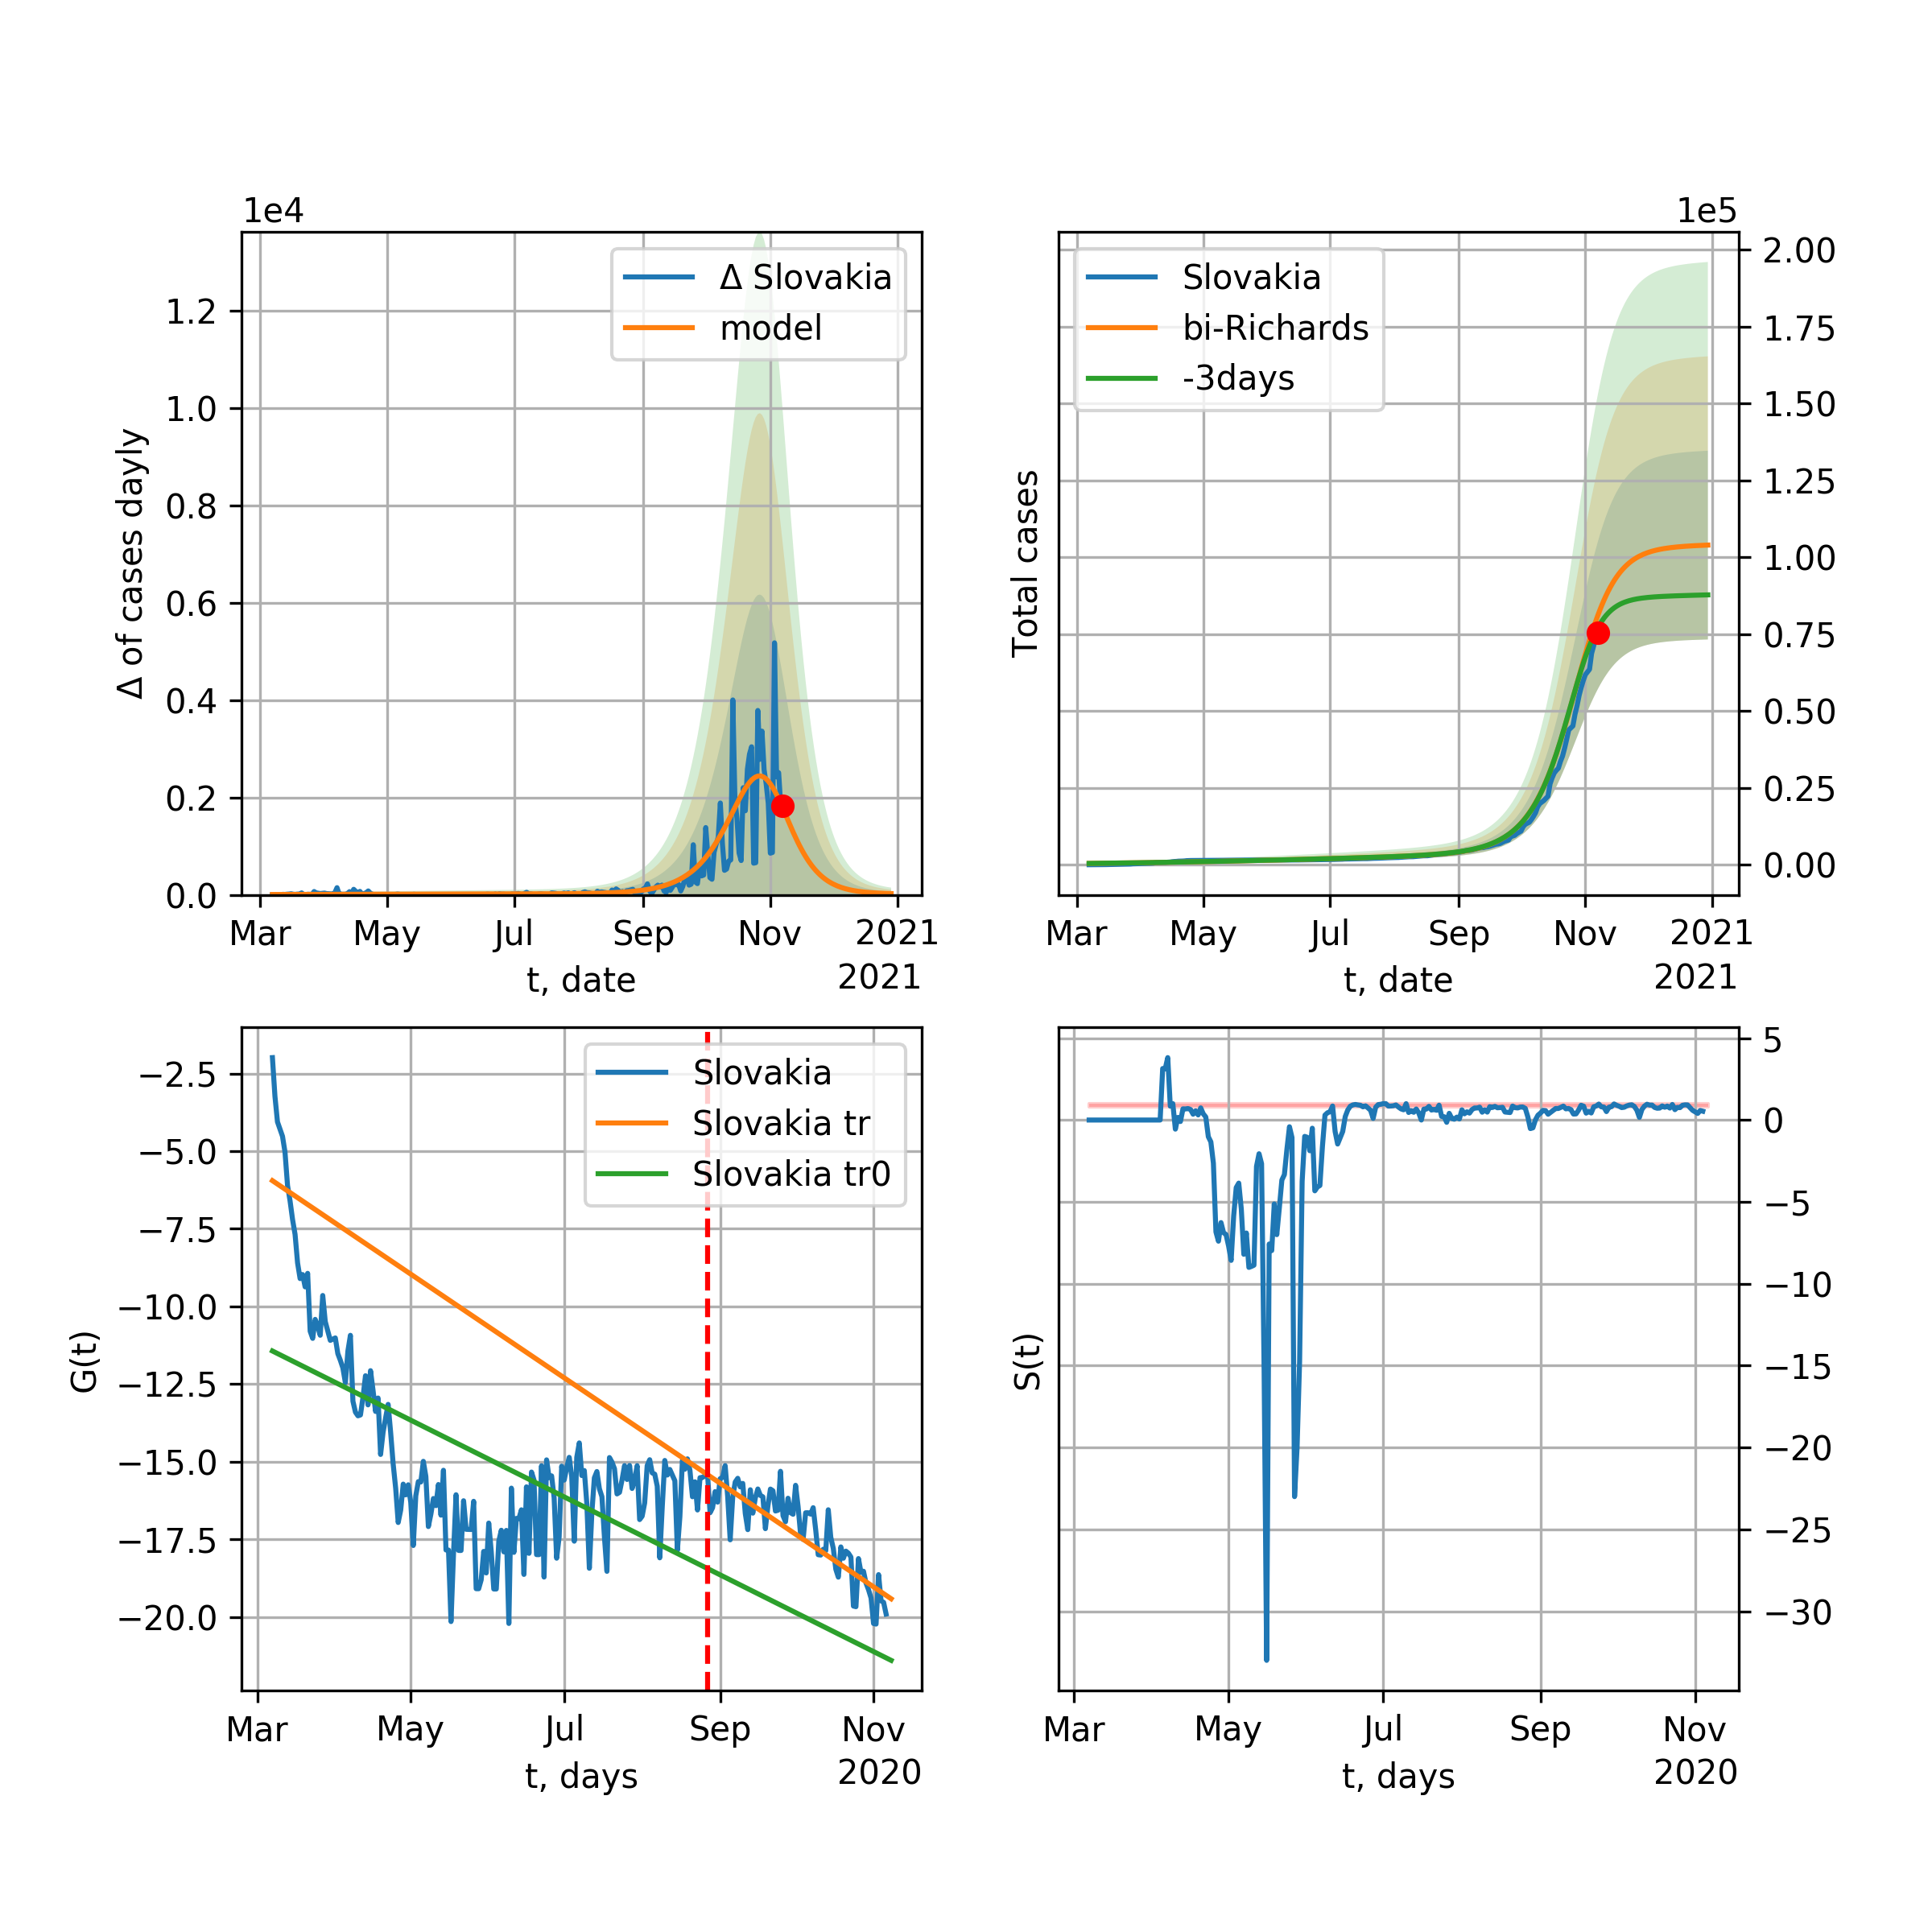 1e4
Δ of cases dayly
1.2
1.0
0.8
0.6
0.4
0.2
0.0
Δ Slovakia
model
Mar May Jul Sep Nov 2021
t, date 2021
1e5
Total cases
Slovakia
bi-Richards
-3days
2.00
1.75
1.50
1.25
1.00
0.75
0.50
0.25
0.00
Mar May Jul Sep Nov 2021
t, date 2021
G(t)
−2.5
−5.0
−7.5
−10.0
−12.5
−15.0
−17.5
−20.0
Slovakia
Slovakia tr
Slovakia tr0
Mar May Jul Sep Nov
t, days 2020
S(t)
5
0
−5
−10
−15
−20
−25
−30
Mar May Jul Sep Nov
t, days 2020